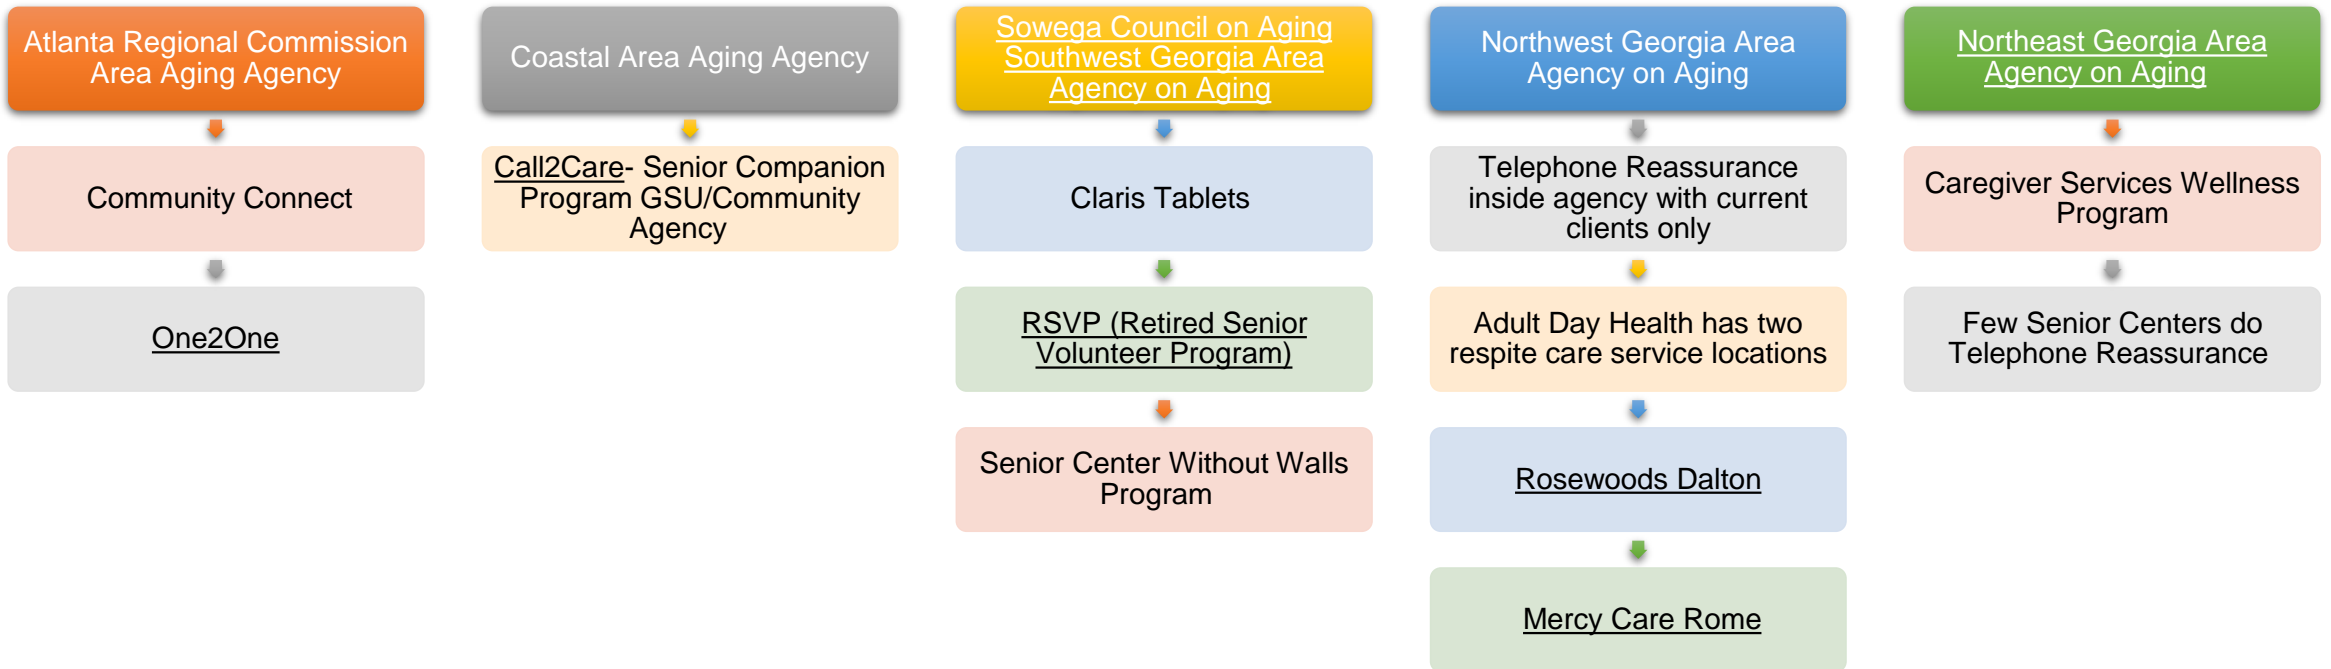 Atlanta Regional Commission
Area Aging Agency
Community Connect
One2One
Coastal Area Aging Agency
Call2Care- Senior Companion
Program GSU/Community
Agency
Sowega Council on Aging
Southwest Georgia Area
Agency on Aging
Claris Tablets
RSVP (Retired Senior
Volunteer Program)
Senior Center Without Walls
Program
Northwest Georgia Area
Agency on Aging
Telephone Reassurance
inside agency with current
clients only
Adult Day Health has two
respite care service locations
Rosewoods Dalton
Mercy Care Rome
Northeast Georgia Area
Agency on Aging
Caregiver Services Wellness
Program
Few Senior Centers do
Telephone Reassurance